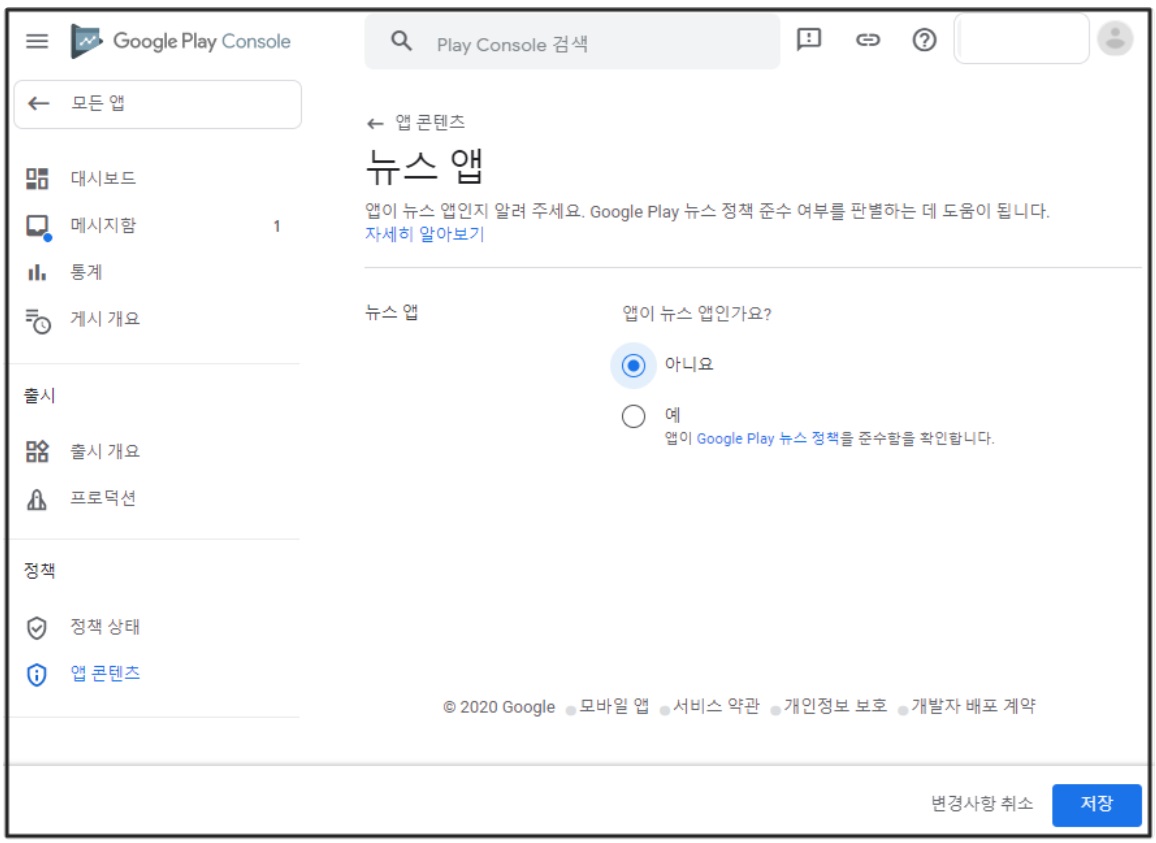 Google Play Console
Play Console 검색
모든 앱
대시보드
메시지함 1
통계
게시 개요
출시
출시 개요
프로덕션
정책
정책 상태
앱 콘텐츠
앱 콘텐츠
뉴스 앱
앱이 뉴스 앱인지 알려 주세요. Google Play 뉴스 정책 준수 여부를 판별하는 데 도움이 됩니다.
자세히 알아보기
뉴스 앱
앱이 뉴스 앱인가요?
아니요
예
앱이 Google Play 뉴스 정책을 준수함을 확인합니다.
© 2020 Google 모바일 앱 서비스 약관 개인정보 보호 개발자 배포 계약
변경사항 취소 저장